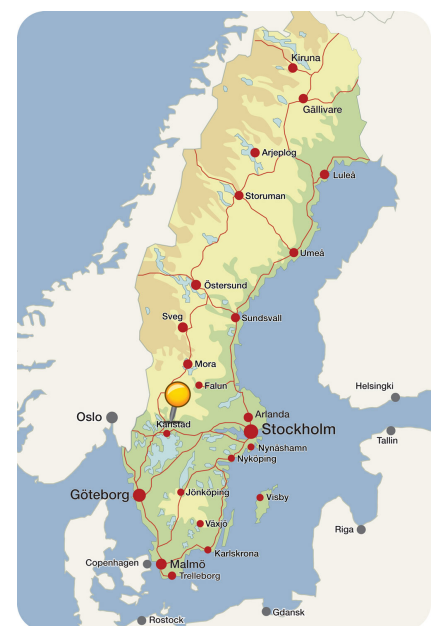 Kiruna
Gällivare
Arjeplog
Luleå
Storuman
Umeå
Östersund
Sveg
Sundsvall
Mora
Falun
Helsingki
Arlanda
Oslo
Karlstad
Stockholm
Tallin
Nynäshamn
Nyköping
Göteborg
Jönköping
Visby
Växjö
Riga
Karlskrona
Copenhagen
Malmö
Trelleborg
Gdansk
Rostock